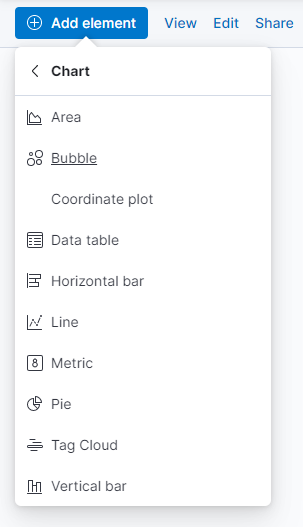 Add element View Edit Share
Chart
Area
Bubble
Coordinate plot
Data table
Horizontal bar
Line
8 Metric
Pie
Tag Cloud
Vertical bar